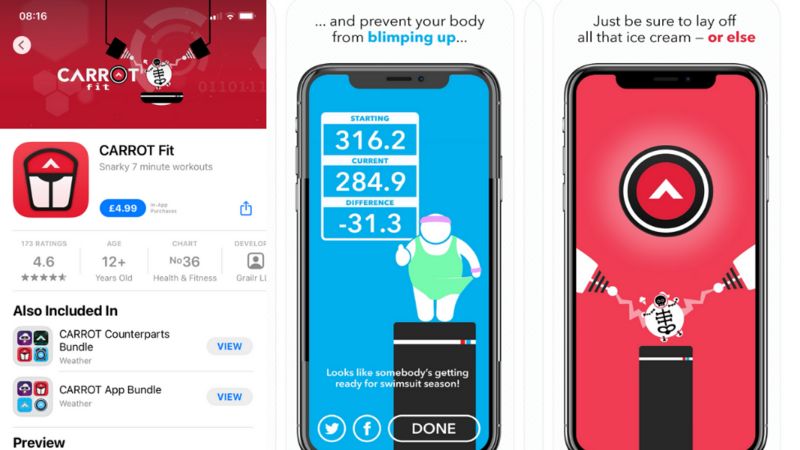 08:16
CARROT
fit
01101110
CARROT Fit
Snarky 7 minute workouts
£4.99
In-App
Purchases
173 RATINGS
4.6
AGE
12+
Years Old
CHART
No36
Health & Fitness
DEVELOP
Grailr LL
Also Included In
CARROT Counterparts
Bundle
Weather
VIEW
CARROT App Bundle
Weather
VIEW
Preview
... and prevent your body
from blimping up...
STARTING
316.2
CURRENT
284.9
DIFFERENCE
-31.3
Looks like somebody's getting
ready for swimsuit season!
DONE
Just be sure to lay off
all that ice cream – or else